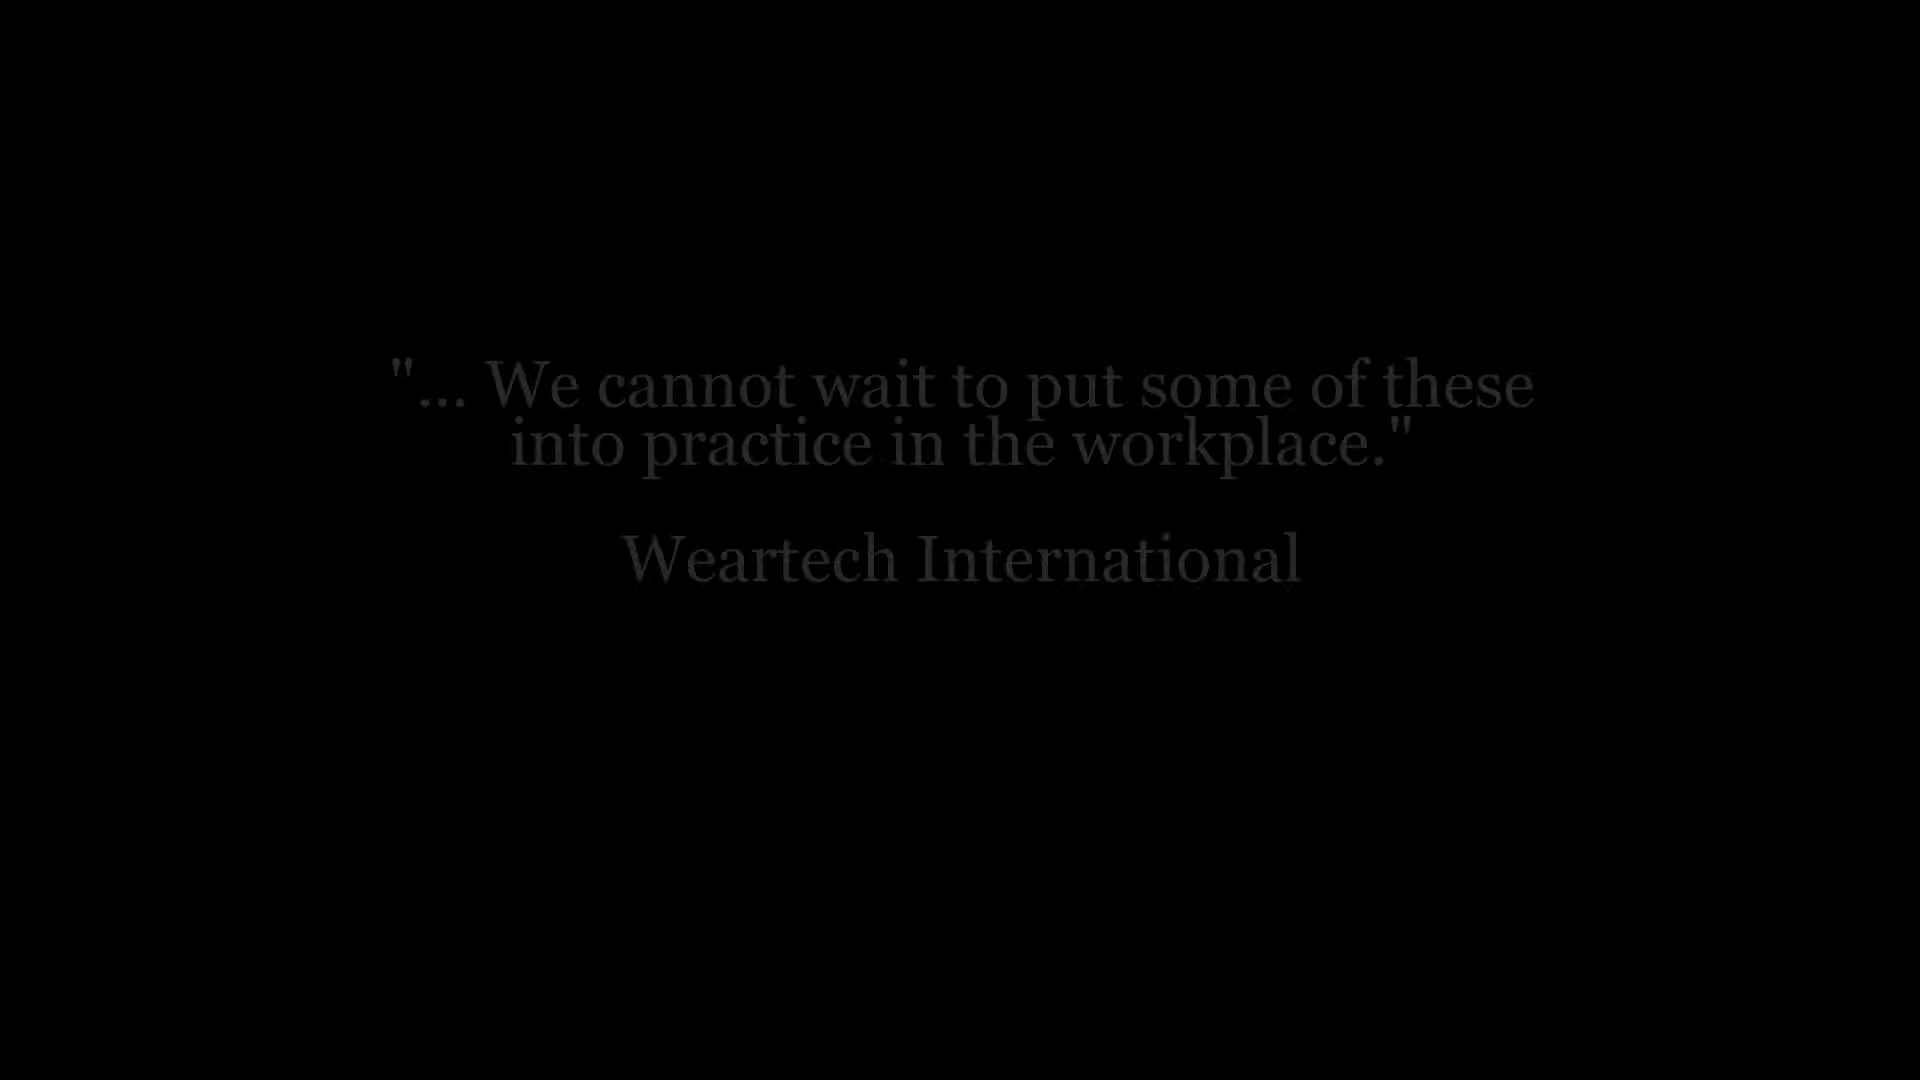 "... We cannot wait to put some of these
into practice in the workplace."
Weartech International